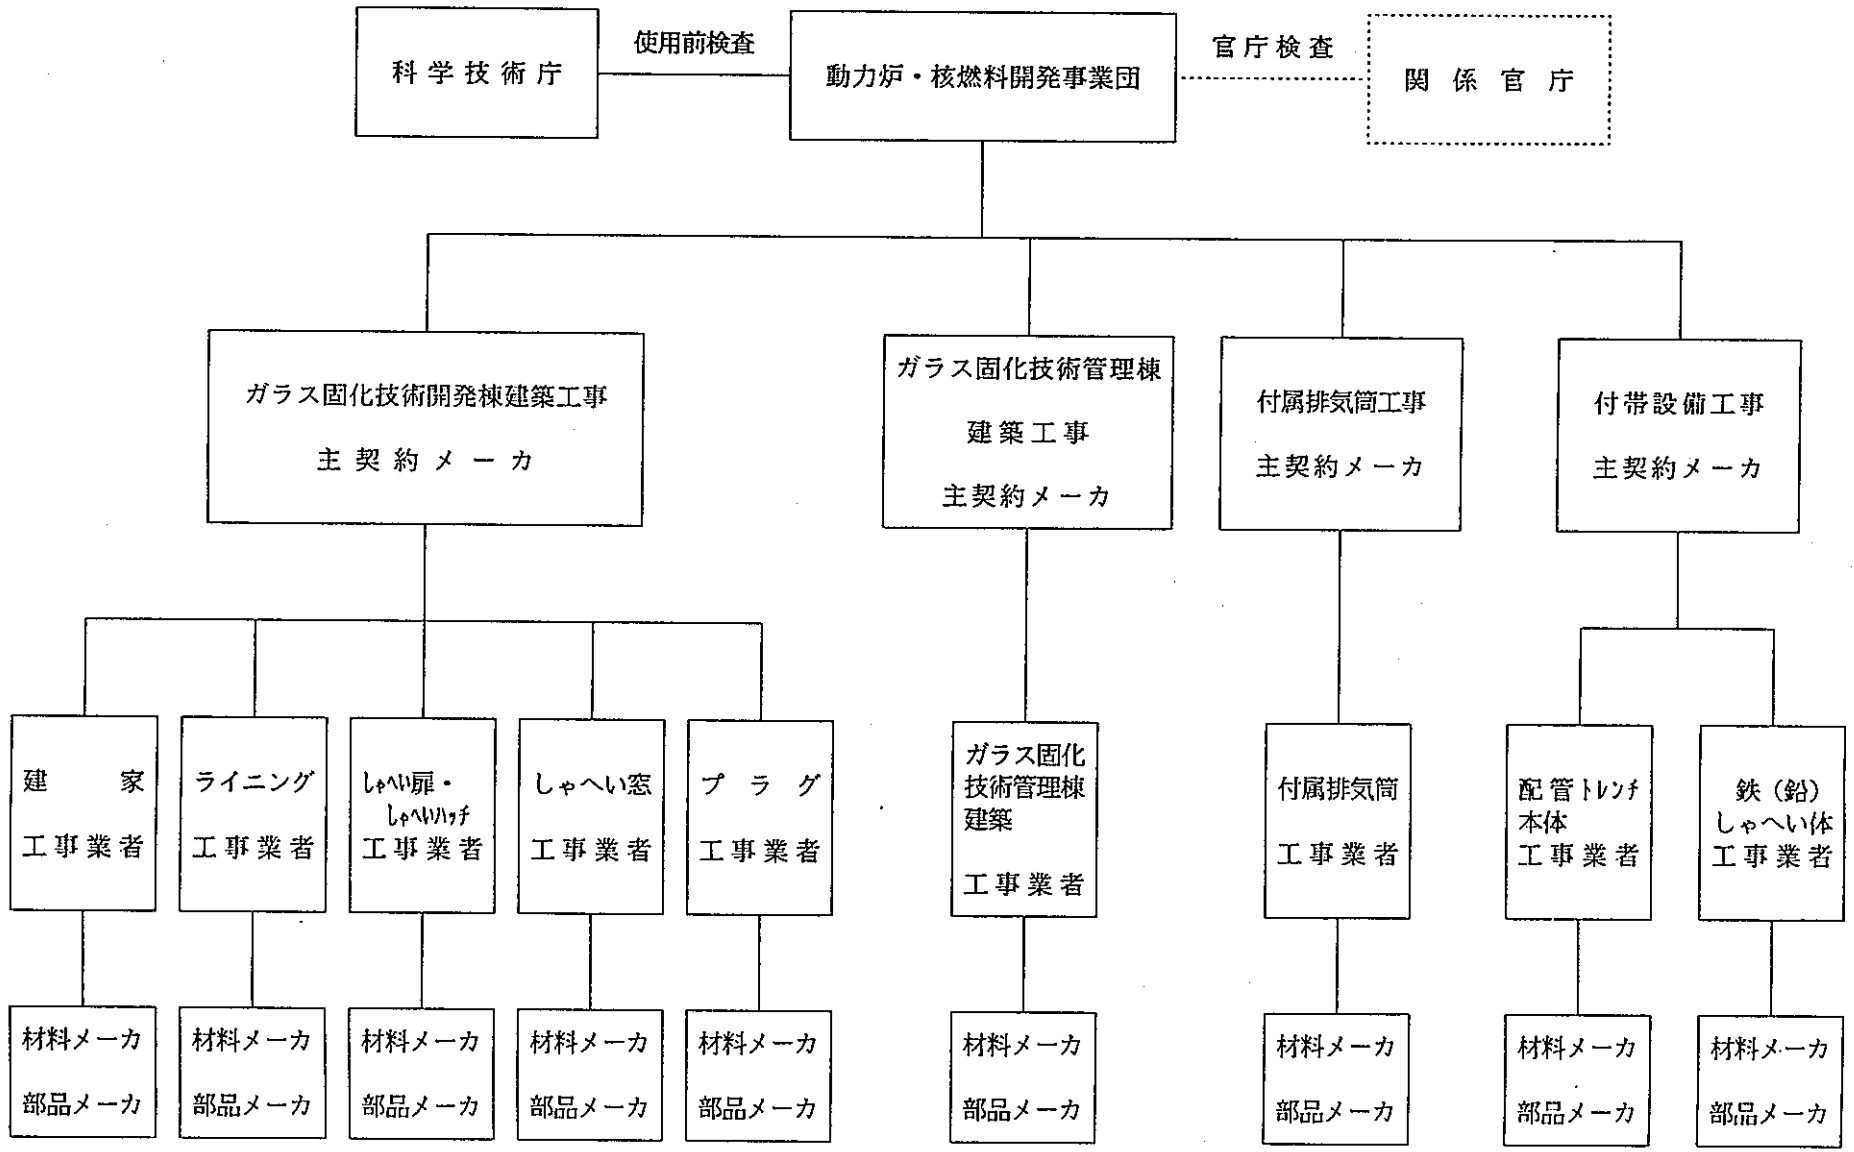 科学技術庁
使用前検査
動力炉・核燃料開発事業団
官庁検査
関係官庁
ガラス固化技術開発棟建築工事
主契約メーカ
ガラス固化技術管理棟
建築工事
主契約メーカ
付属排気筒工事
主契約メーカ
付帯設備工事
主契約メーカ
建家
工事業者
ライニング
工事業者
しゃへい扉・
しゃへいハッチ
工事業者
しゃへい窓
工事業者
プラグ
工事業者
ガラス固化
技術管理棟
建築
工事業者
付属排気筒
工事業者
配管トレンチ
本体
工事業者
鉄（鉛）
しゃへい体
工事業者
材料メーカ
部品メーカ
材料メーカ
部品メーカ
材料メーカ
部品メーカ
材料メーカ
部品メーカ
材料メーカ
部品メーカ
材料メーカ
部品メーカ
材料メーカ
部品メーカ
材料メーカ
部品メーカ
材料メーカ
部品メーカ